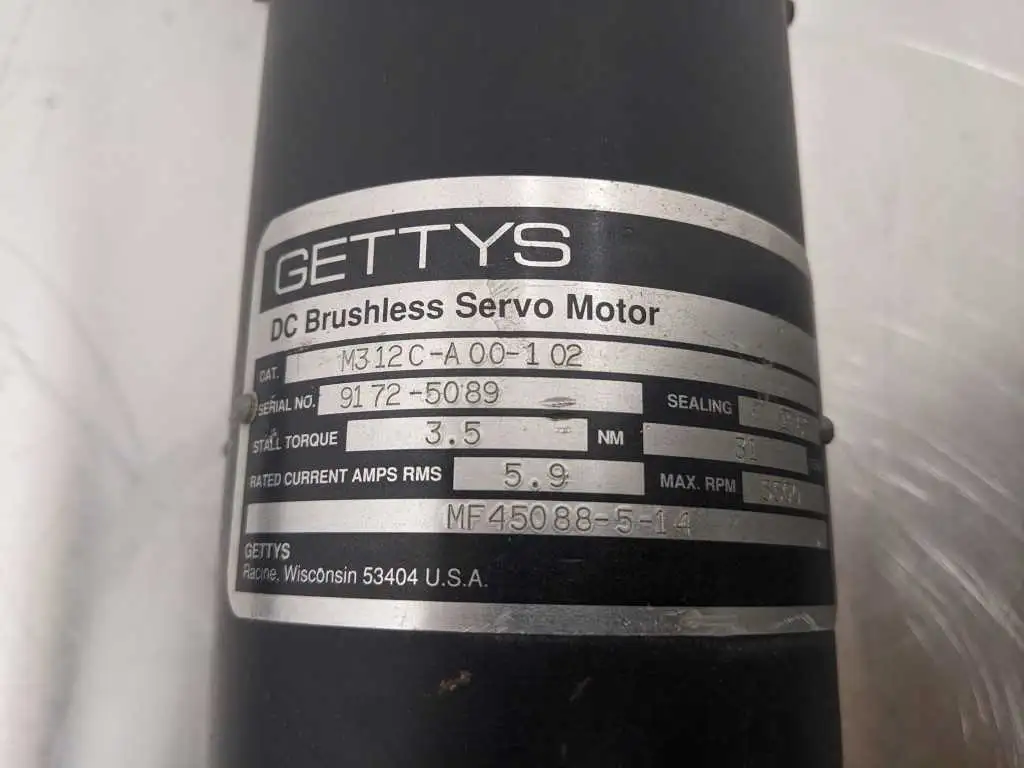 GETTYS
DC Brushless Servo Motor
CAT. M312C-A00-102
SERIAL NO. 9172-5089 SEALING
STALL TORQUE 3.5 NM 31
RATED CURRENT AMPS RMS 5.9 MAX. RPM
MF45088-5-14
GETTYS
Racine, Wisconsin 53404 U.S.A.